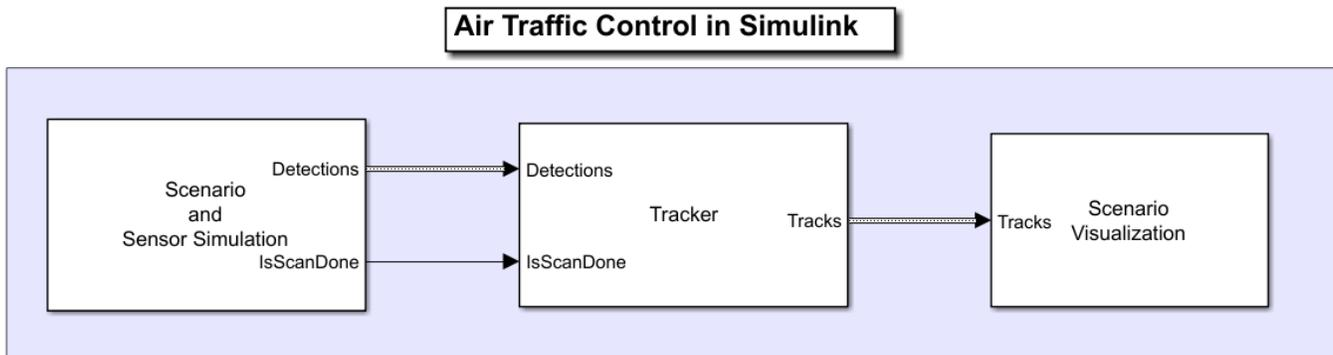 Air Traffic Control in Simulink
Detections
Scenario
and
Sensor Simulation
IsScanDone
Detections
Tracker
Tracks
IsScanDone
Tracks
Scenario
Visualization